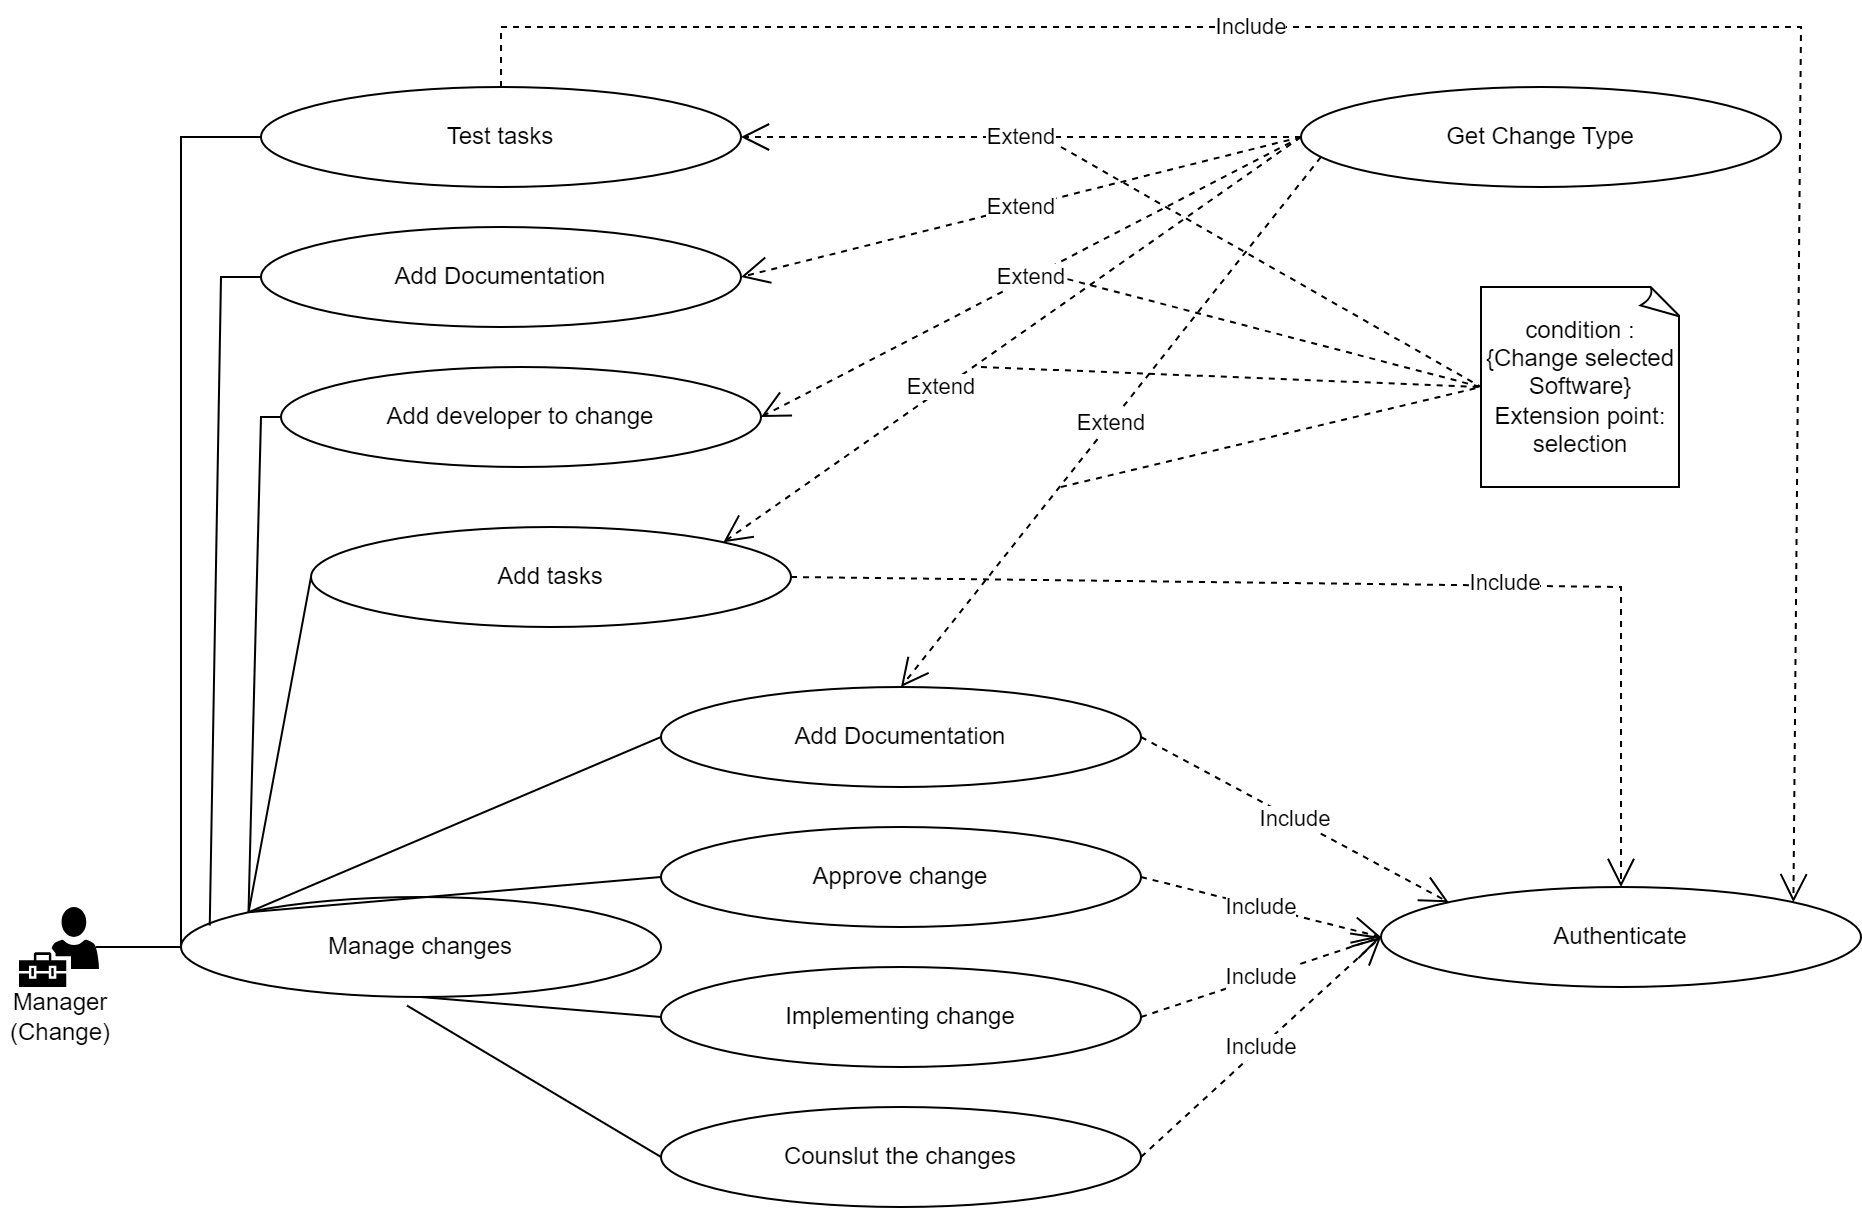 Include
Test tasks
Extend
Get Change Type
Extend
Add Documentation
Extend
condition :
{Change selected
Software}
Extension point:
selection
Extend
Add developer to change
Extend
Add tasks
Include
Add Documentation
Include
Approve change
Include
Authenticate
Manage changes
Include
Manager
(Change)
Implementing change
Include
Counslut the changes